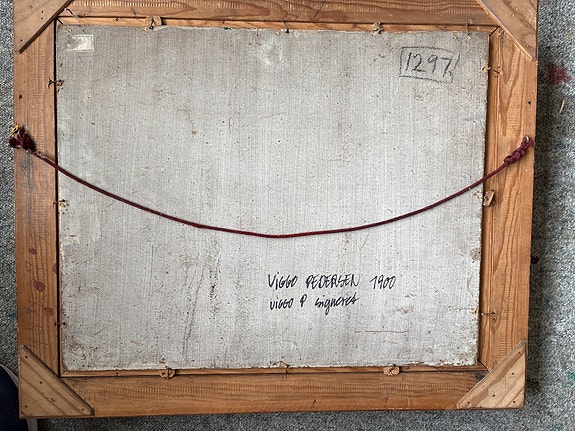 1297
VIGGO PEDERSEN 1900
VIGGO P signeret